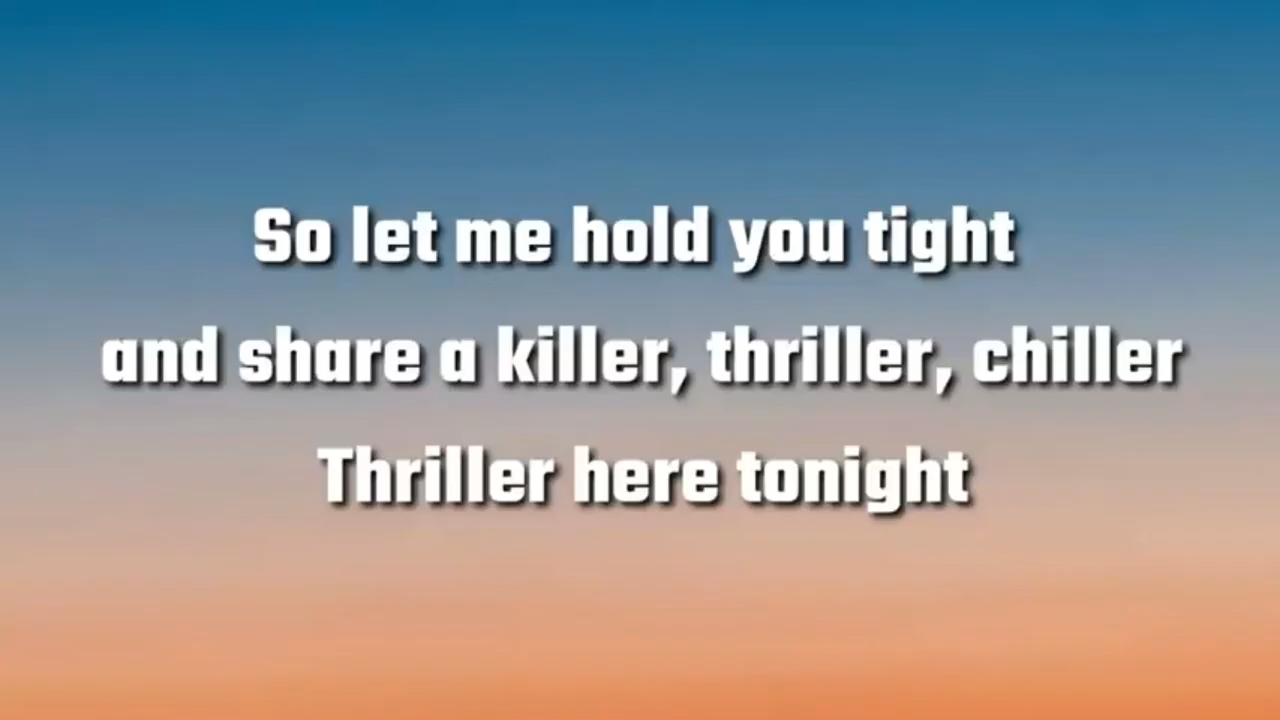 So let me hold you tight
and share a killer, thriller, chiller
Thriller here tonight